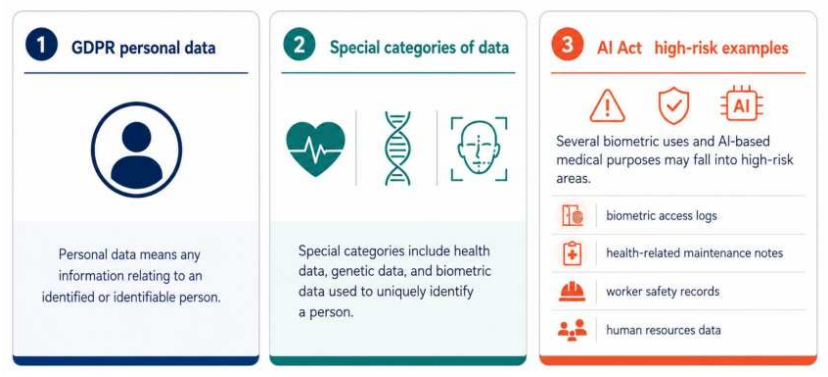 1 GDPR personal data
Personal data means any
information relating to an
identified or identifiable person.
2 Special categories of data
Special categories include health
data, genetic data, and biometric
data used to uniquely identify
a person.
3 AI Act high-risk examples
AI
Several biometric uses and AI-based
medical purposes may fall into high-risk
areas.
biometric access logs
health-related maintenance notes
worker safety records
human resources data